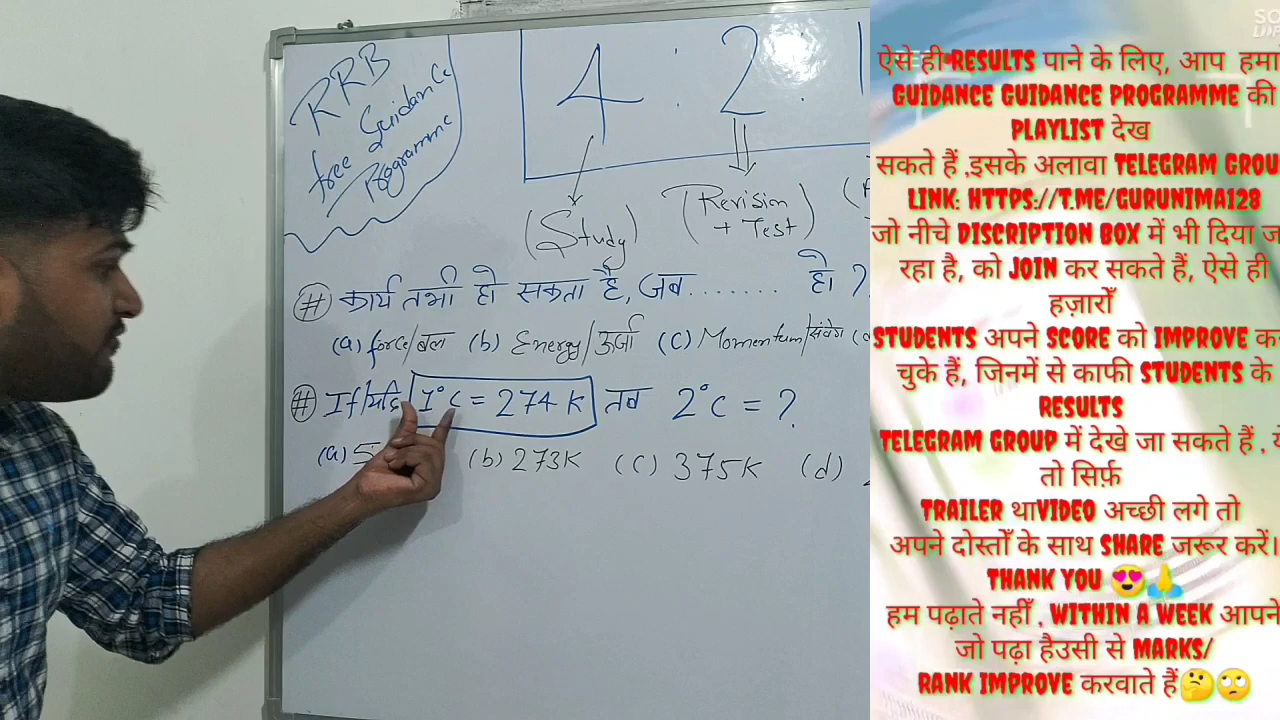 RRB
free Guidance
Programme
4 : 2 :
(Study)
(Revision
+ Test)
# कार्य तभी हो सकता है, जब ........ हो ?
(a) force/बल (b) Energy/ऊर्जा (c) Momentum/संवेग
# If/यदि 1°C = 274 K तब 2°C = ?
(a) 5 (b) 273K (c) 375K (d)
ऐसे ही RESULTS पाने के लिए, आप हमा
GUIDANCE GUIDANCE PROGRAMME की
PLAYLIST देख
सकते हैं ,इसके अलावा TELEGRAM GROU
LINK: HTTPS://T.ME/GURUNIMA128
जो नीचे DISCRIPTION BOX में भी दिया ज
रहा है, को JOIN कर सकते हैं, ऐसे ही
हज़ारोँ
STUDENTS अपने SCORE को IMPROVE क
चुके हैं, जिनमें से काफी STUDENTS के
RESULTS
TELEGRAM GROUP में देखे जा सकते हैं ,
तो सिर्फ़
TRAILER थाVIDEO अच्छी लगे तो
अपने दोस्तोँ के साथ SHARE जरूर करें।
THANK YOU 😍🙏
हम पढ़ाते नहीँ , WITHIN A WEEK आपने
जो पढ़ा हैउसी से MARKS/
RANK IMPROVE करवाते हैं🤔🙄